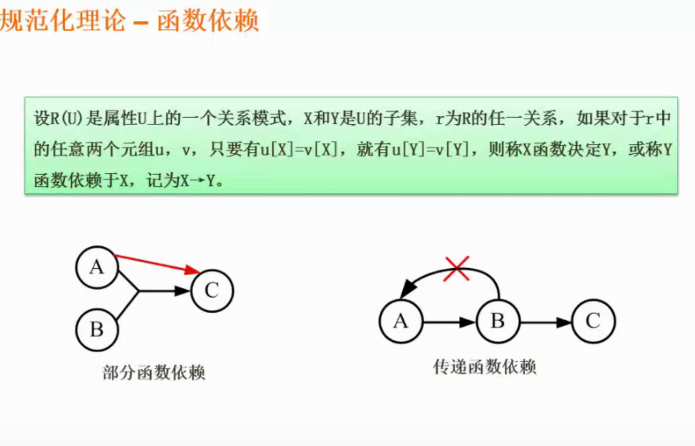 规范化理论 – 函数依赖
设R(U)是属性U上的一个关系模式，X和Y是U的子集，r为R的任一关系，如果对于r中
的任意两个元组u，v，只要有u[X]=v[X]，就有u[Y]=v[Y]，则称X函数决定Y，或称Y
函数依赖于X，记为X→Y。
A
C
B
部分函数依赖
A
B
C
传递函数依赖